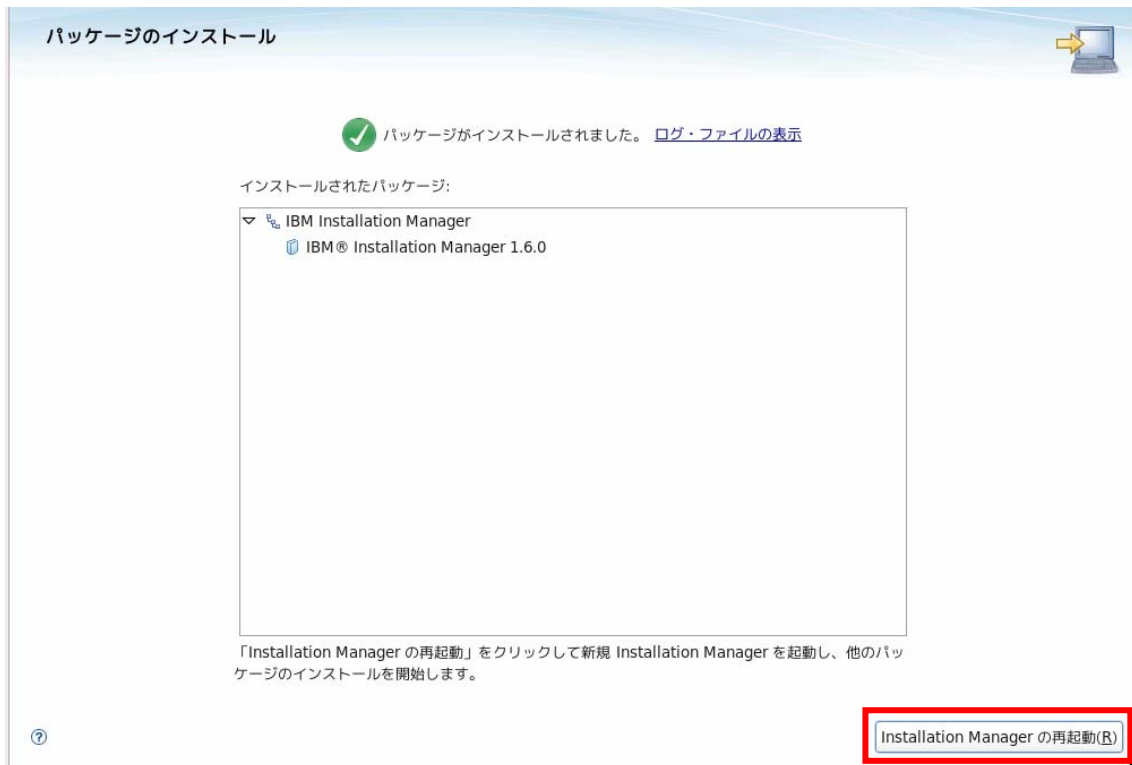 パッケージのインストール
パッケージがインストールされました。 ログ・ファイルの表示
インストールされたパッケージ:
IBM Installation Manager
IBM® Installation Manager 1.6.0
「Installation Manager の再起動」をクリックして新規 Installation Manager を起動し、他のパッ
ケージのインストールを開始します。
Installation Manager の再起動(R)